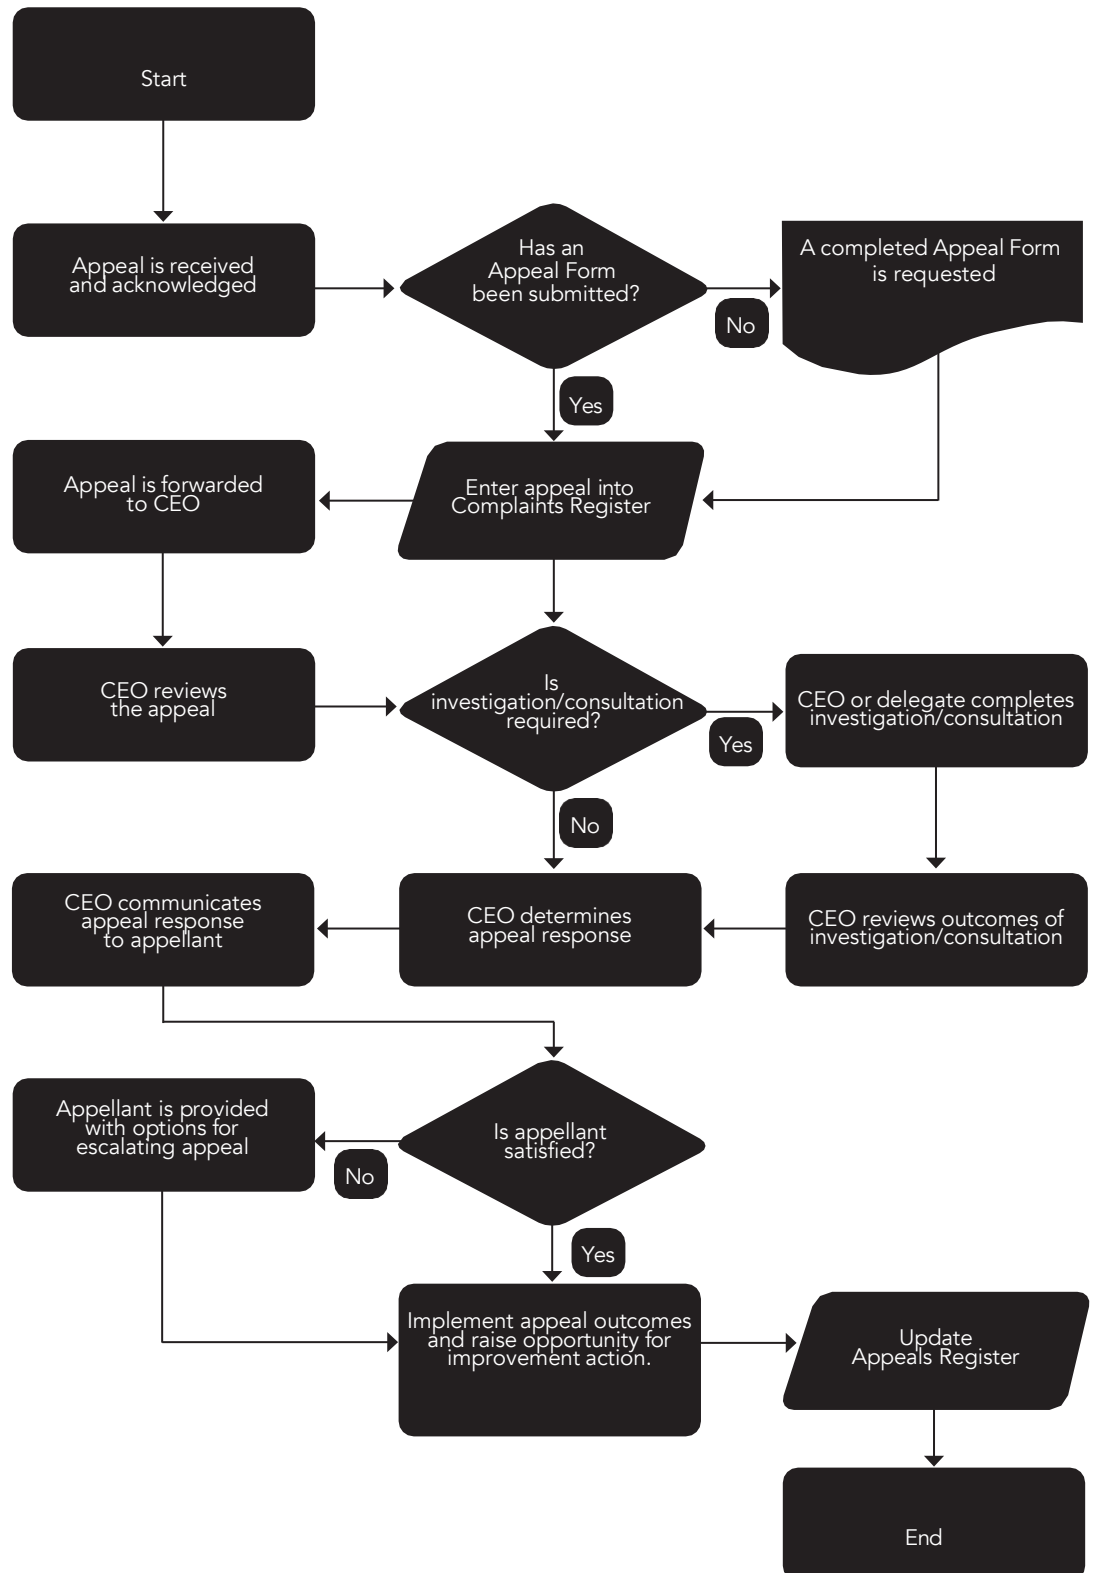 Start
Appeal is received
and acknowledged
Has an
Appeal Form
been submitted?
No
A completed Appeal Form
is requested
Yes
Appeal is forwarded
to CEO
Enter appeal into
Complaints Register
CEO reviews
the appeal
Is
investigation/consultation
required?
Yes
CEO or delegate completes
investigation/consultation
No
CEO communicates
appeal response
to appellant
CEO determines
appeal response
CEO reviews outcomes of
investigation/consultation
Appellant is provided
with options for
escalating appeal
No
Is appellant
satisfied?
Yes
Implement appeal outcomes
and raise opportunity for
improvement action.
Update
Appeals Register
End